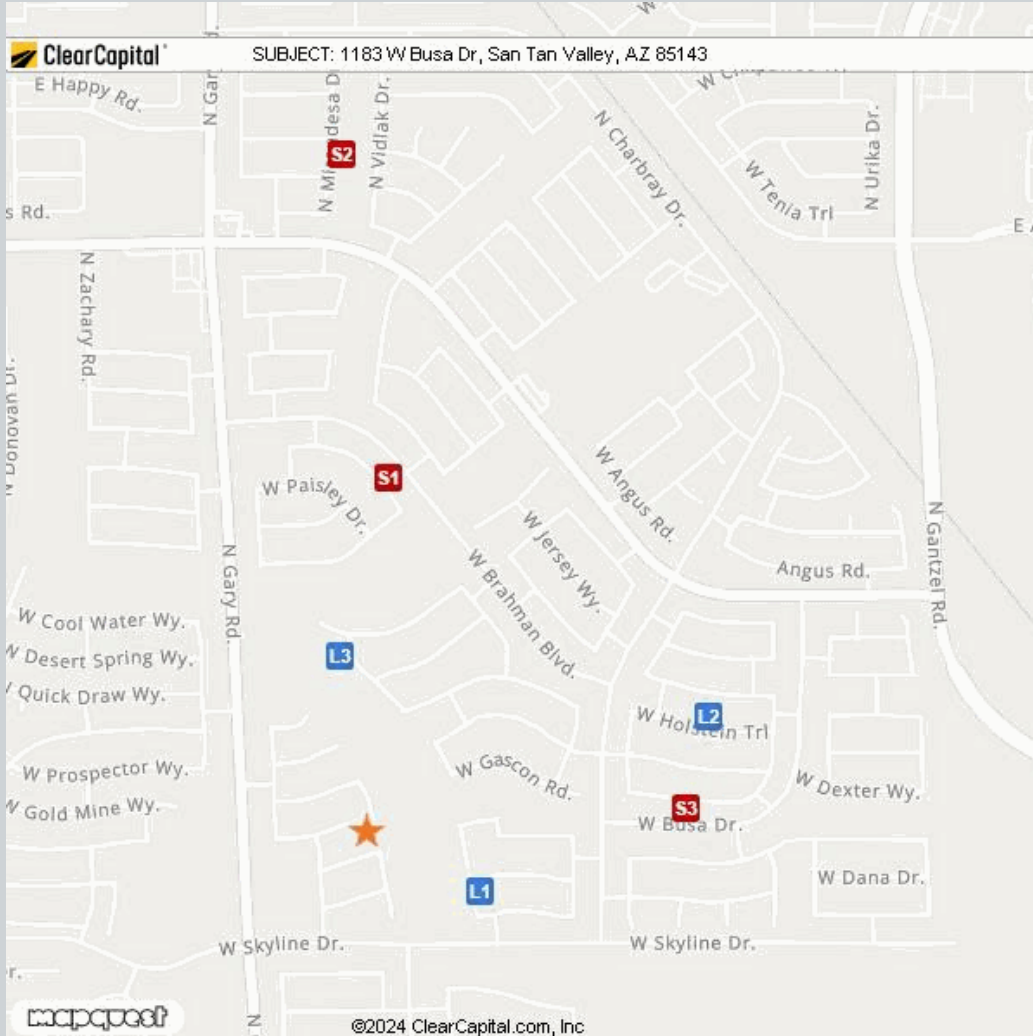 ClearCapital
SUBJECT: 1183 W Busa Dr, San Tan Valley, AZ 85143
E Happy Rd.
N Vidlak Dr.
S2
N Charbray Dr.
W Tenia Trl
N Urika Dr.
s Rd.
N Zachary Rd.
N Donovan Dr.
S1
W Paisley Dr.
W Angus Rd.
W Jersey Wy.
N Gantzel Rd.
Angus Rd.
N Gary Rd.
W Brahman Blvd.
W Cool Water Wy.
L3
W Desert Spring Wy.
Quick Draw Wy.
L2
W Holstein Trl
W Prospector Wy.
W Gascon Rd.
W Dexter Wy.
W Gold Mine Wy.
S3
W Busa Dr.
L1
W Dana Dr.
W Skyline Dr.
W Skyline Dr.
r.
mapquest
N
©2024 ClearCapital.com, Inc